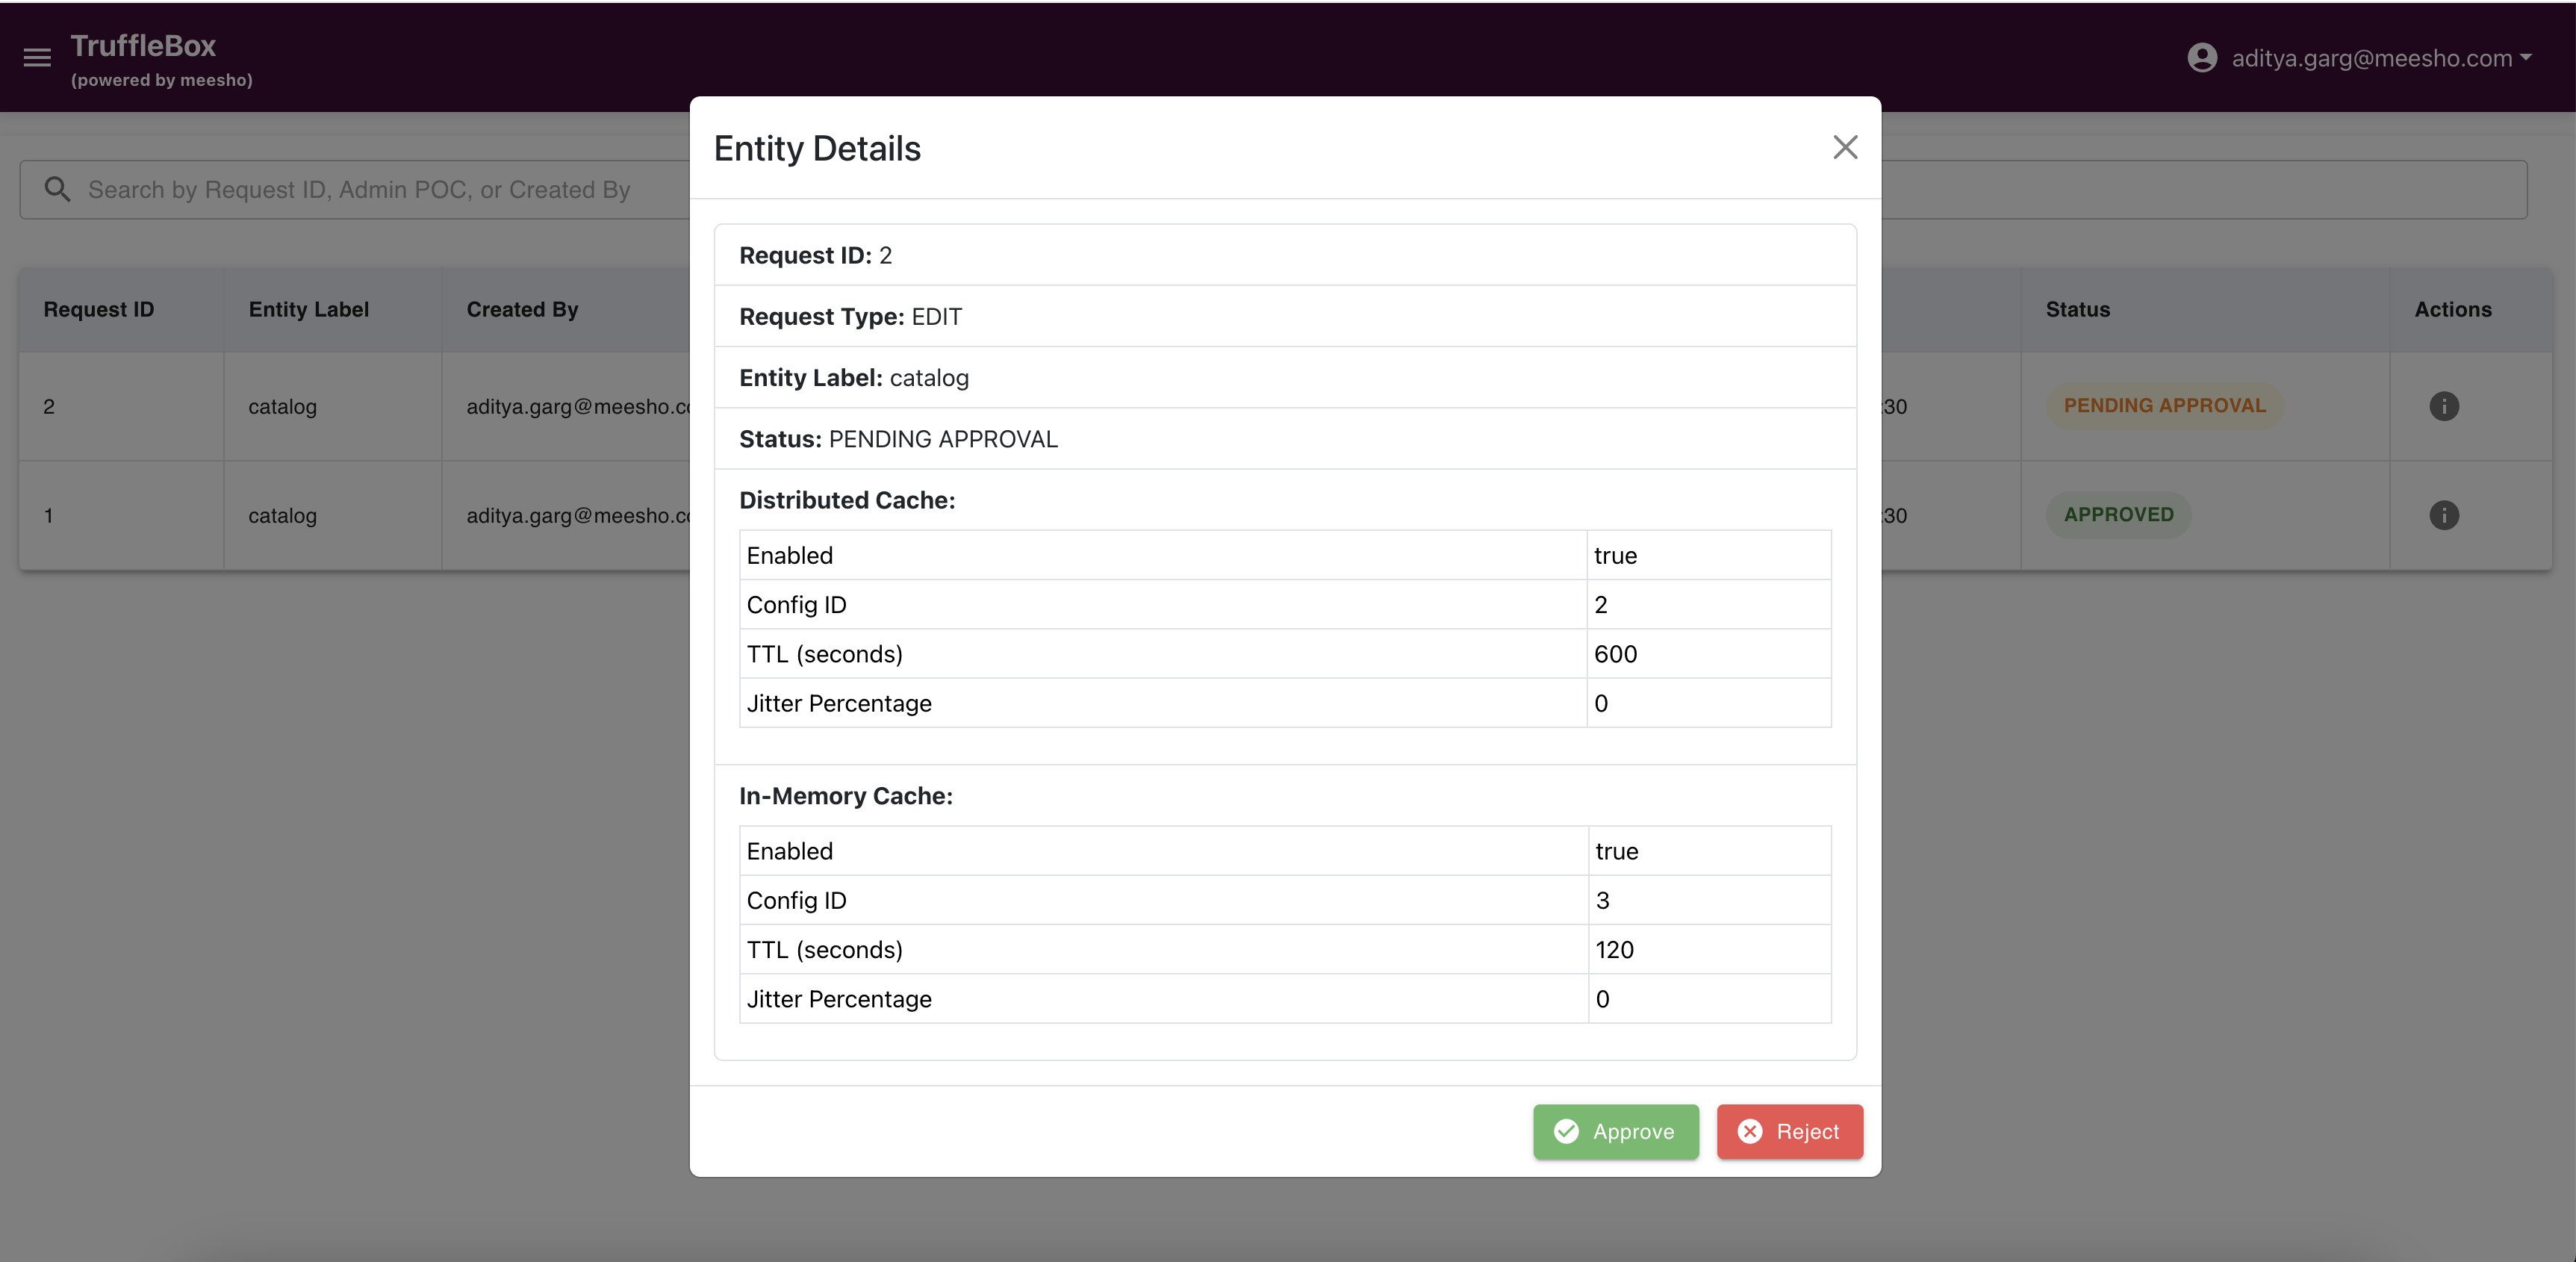 TruffleBox
(powered by meesho)
aditya.garg@meesho.com
Search by Request ID, Admin POC, or Created By
Request ID Entity Label Created By Status Actions
2 catalog aditya.garg@meesho.co :30 PENDING APPROVAL
1 catalog aditya.garg@meesho.co :30 APPROVED
Entity Details
Request ID: 2
Request Type: EDIT
Entity Label: catalog
Status: PENDING APPROVAL
Distributed Cache:
Enabled true
Config ID 2
TTL (seconds) 600
Jitter Percentage 0
In-Memory Cache:
Enabled true
Config ID 3
TTL (seconds) 120
Jitter Percentage 0
Approve Reject